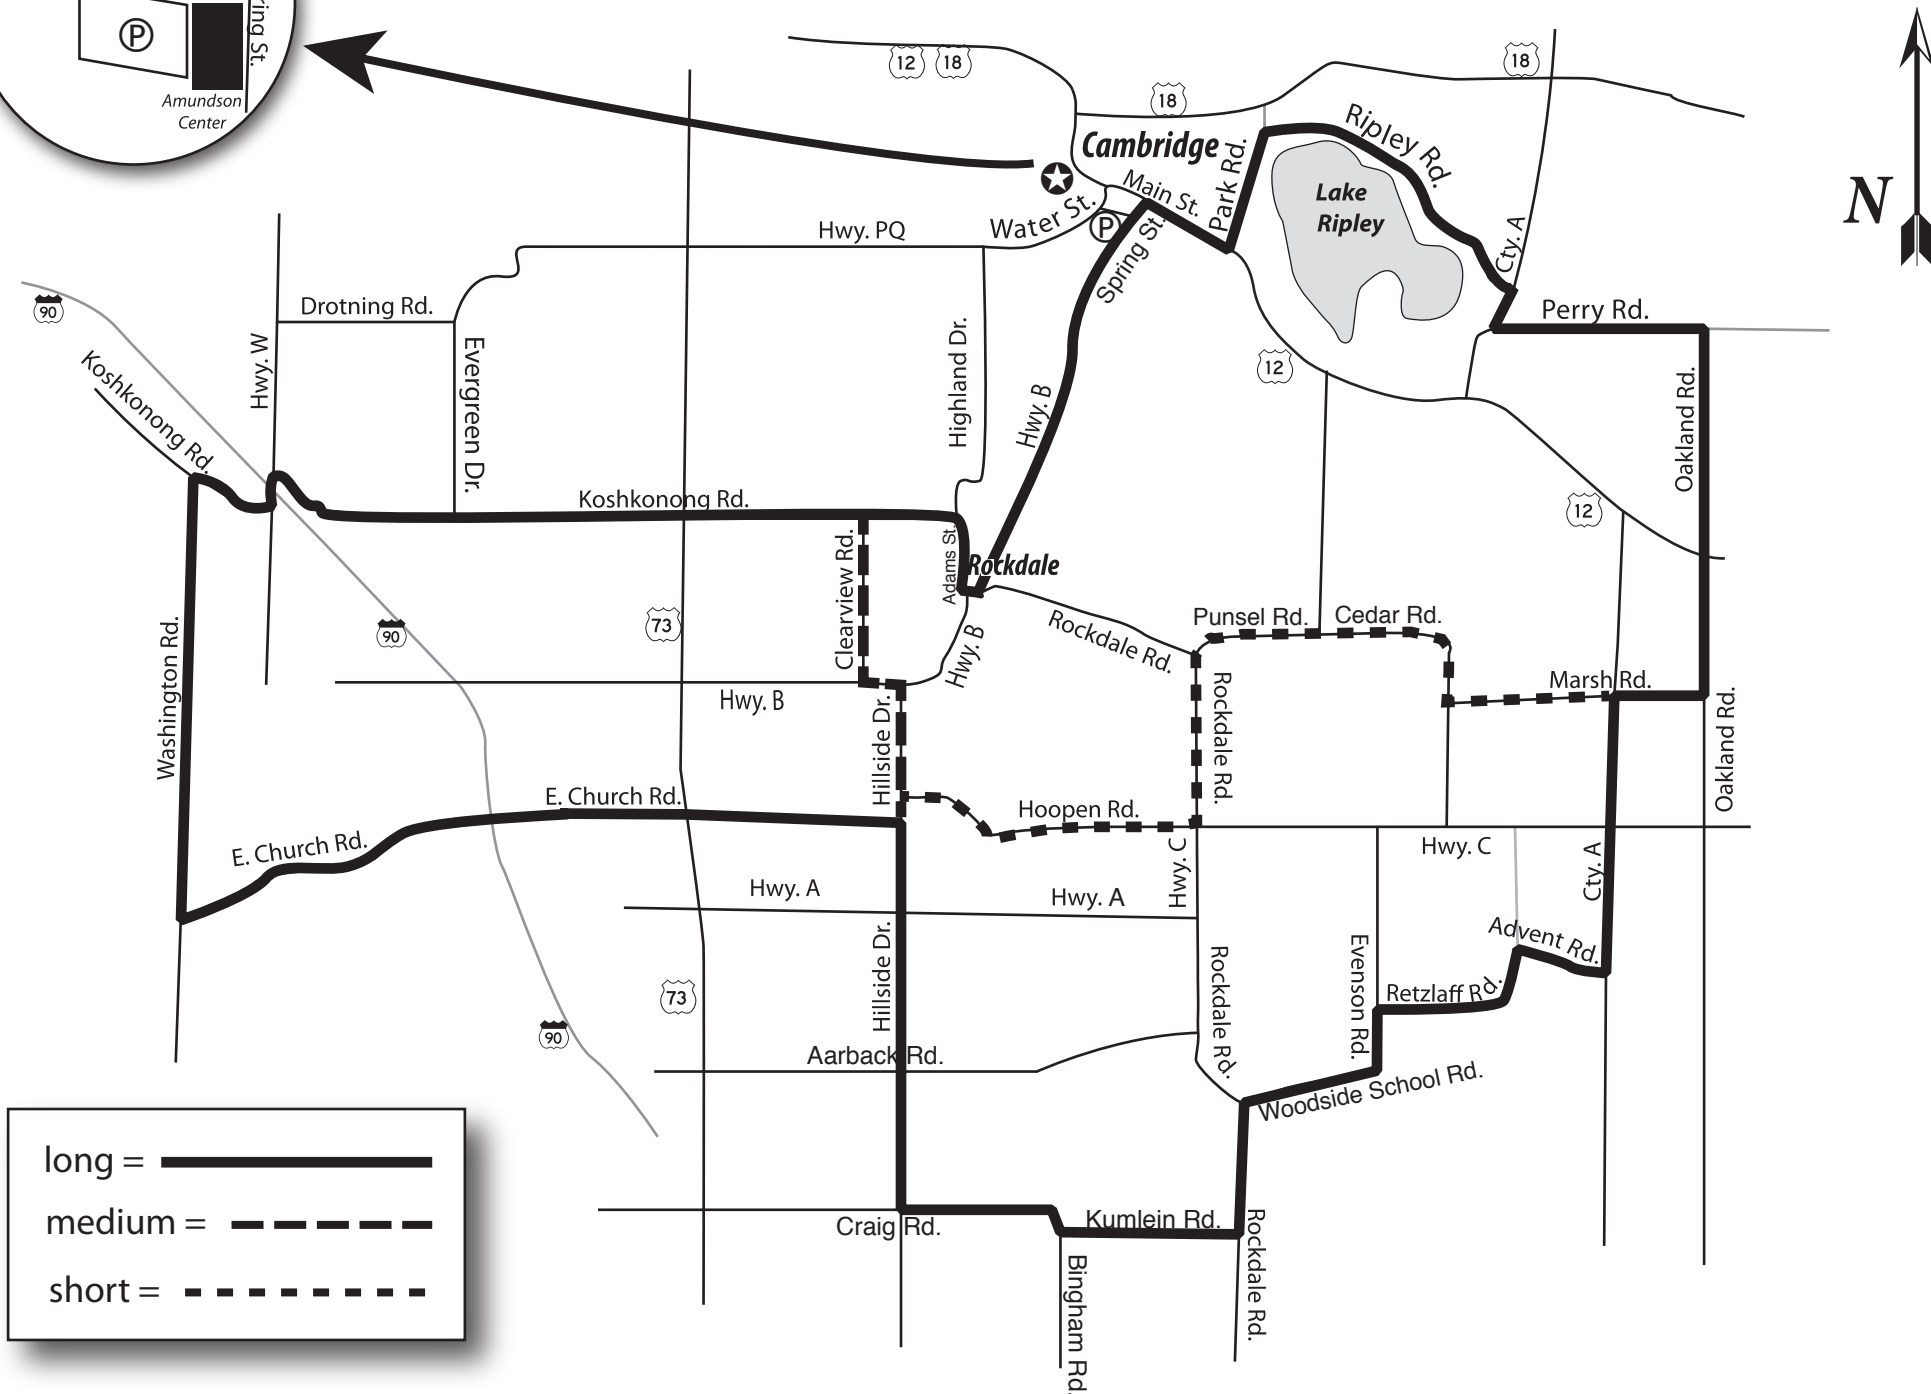 ring St.
P
Amundson
Center
12
18
18
18
Cambridge
Ripley Rd.
Park Rd.
Main St.
Lake
Ripley
Water St.
P
Spring St.
Cty. A
N
Hwy. PQ
Drotning Rd.
Perry Rd.
90
Koshkonong Rd.
Hwy. W
Evergreen Dr.
Highland Dr.
Hwy. B
12
Oakland Rd.
Koshkonong Rd.
12
Clearview Rd.
Adams St.
Rockdale
Washington Rd.
90
73
Hwy. B
Rockdale Rd.
Punsel Rd.
Cedar Rd.
Hwy. B
Hillside Dr.
Rockdale Rd.
Marsh Rd.
Oakland Rd.
E. Church Rd.
Hoopen Rd.
E. Church Rd.
Hwy. C
Hwy. C
Cty. A
Hwy. A
Hwy. A
Hillside Dr.
Rockdale Rd.
Evenson Rd.
Advent Rd.
Retzlaff Rd.
73
90
Aarback Rd.
Woodside School Rd.
long =
medium =
short =
Craig Rd.
Kumlein Rd.
Bingham Rd.
Rockdale Rd.